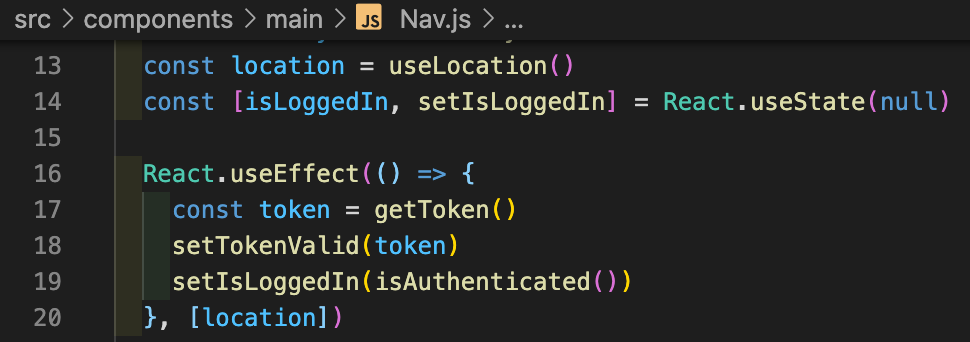 src > components > main > JS Nav.js > ...
13 const location = useLocation()
14 const [isLoggedIn, setIsLoggedIn] = React.useState(null)
15
16 React.useEffect(() => {
17 const token = getToken()
18 setTokenValid(token)
19 setIsLoggedIn(isAuthenticated())
20 }, [location])